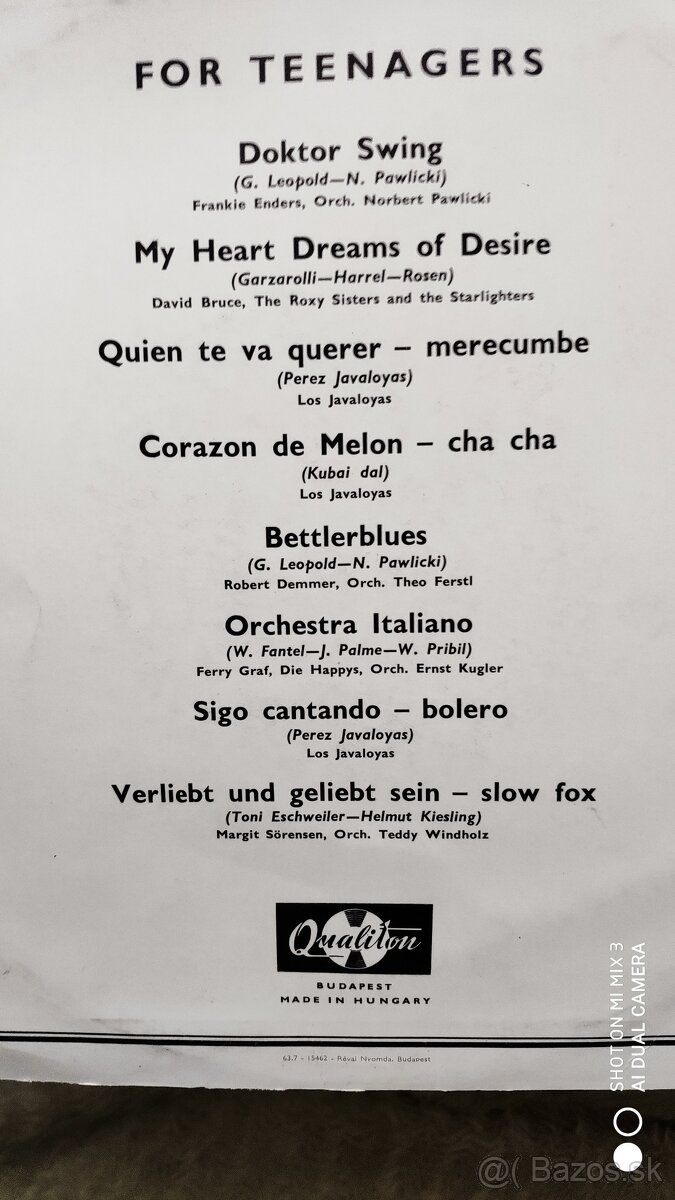 FOR TEENAGERS
Doktor Swing
(G. Leopold—N. Pawlicki)
Frankie Enders, Orch. Norbert Pawlicki
My Heart Dreams of Desire
(Garzarolli—Harrel—Rosen)
David Bruce, The Roxy Sisters and the Starlighters
Quien te va querer – merecumbe
(Perez Javaloyas)
Los Javaloyas
Corazon de Melon – cha cha
(Kubai dal)
Los Javaloyas
Bettlerblues
(G. Leopold—N. Pawlicki)
Robert Demmer, Orch. Theo Ferstl
Orchestra Italiano
(W. Fantel—J. Palme—W. Pribil)
Ferry Graf, Die Happys, Orch. Ernst Kugler
Sigo cantando – bolero
(Perez Javaloyas)
Los Javaloyas
Verliebt und geliebt sein – slow fox
(Toni Eschweiler—Helmut Kiesling)
Margit Sörensen, Orch. Teddy Windholz
Qualiton
BUDAPEST
MADE IN HUNGARY
63.7 - 15462 - Révai Nyomda, Budapest
SHOT ON MI MIX 3
AI DUAL CAMERA
@( Bazos.sk